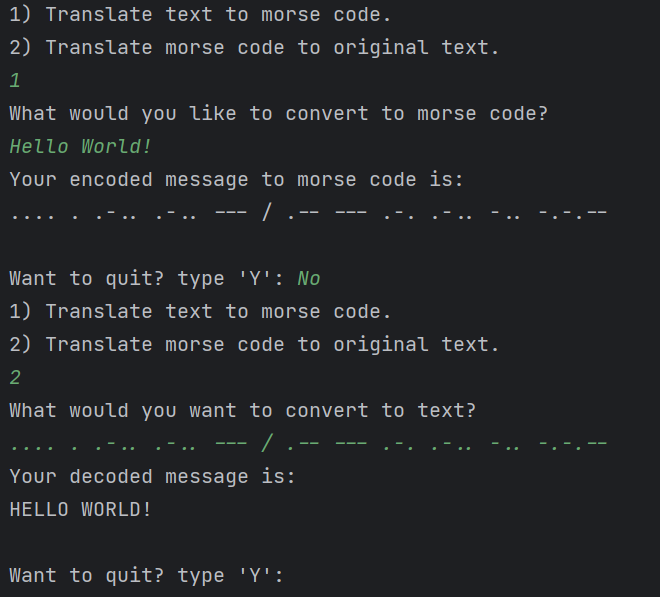 1) Translate text to morse code.
2) Translate morse code to original text.
1
What would you like to convert to morse code?
Hello World!
Your encoded message to morse code is:
.... . .-.. .-.. --- / .-- --- .-. .-.. -.. -.-.--
Want to quit? type 'Y': No
1) Translate text to morse code.
2) Translate morse code to original text.
2
What would you want to convert to text?
.... . .-.. .-.. --- / .-- --- .-. .-.. -.. -.-.--
Your decoded message is:
HELLO WORLD!
Want to quit? type 'Y':